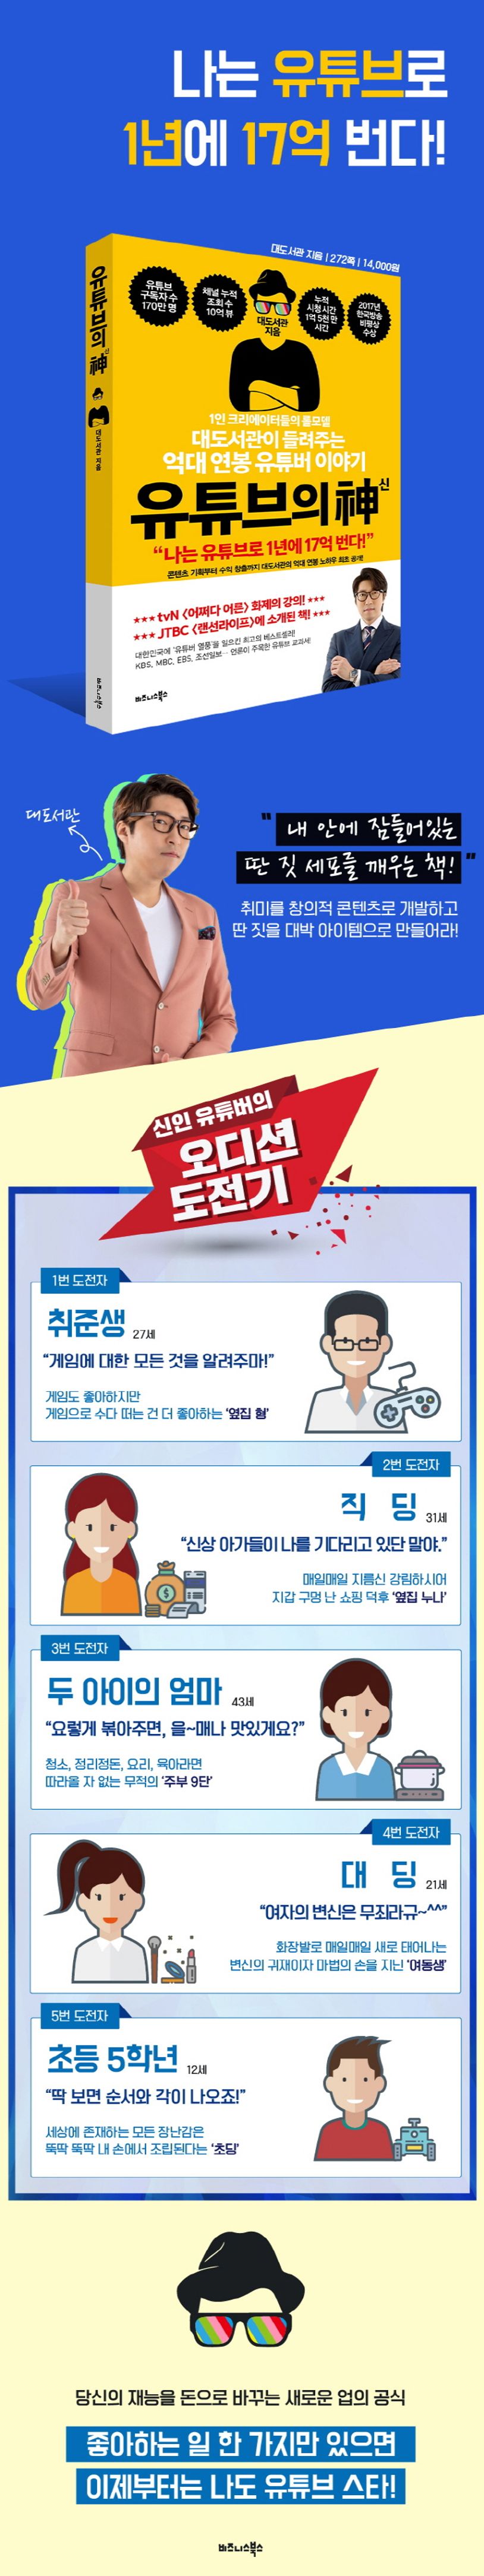 나는 유튜브로
1년에 17억 번다!
대도서관 지음 | 272쪽 | 14,000원
유튜브의 神 신
대도서관 지음
비즈니스북스
유튜브
구독자 수
170만 명
채널 누적
조회 수
10억 뷰
대도서관
지음
누적
시청 시간
1억 5천만
시간
2017년
한국방송
비평상
수상
1인 크리에이터들의 롤모델
대도서관이 들려주는
억대 연봉 유튜버 이야기
유튜브의 神 신
“나는 유튜브로 1년에 17억 번다!”
콘텐츠 기획부터 수익 창출까지 대도서관의 억대 연봉 노하우 최초 공개!
★★★ tvN <어쩌다 어른> 화제의 강의! ★★★
★★★ JTBC <랜선라이프>에 소개된 책! ★★★
대한민국에 ‘유튜버 열풍’을 일으킨 최고의 베스트셀러!
KBS, MBC, EBS, 조선일보… 언론이 주목한 유튜브 교과서!
비즈니스북스
대도서관
" 내 안에 잠들어있는
딴 짓 세포를 깨우는 책! "
취미를 창의적 콘텐츠로 개발하고
딴 짓을 대박 아이템으로 만들어라!
신인 유튜버의
오디션
도전기
1번 도전자
취준생 27세
“게임에 대한 모든 것을 알려주마!”
게임도 좋아하지만
게임으로 수다 떠는 건 더 좋아하는 ‘옆집 형’
2번 도전자
직 딩 31세
“신상 아가들이 나를 기다리고 있단 말야.”
매일매일 지름신 강림하시어
지갑 구멍 난 쇼핑 덕후 ‘옆집 누나’
3번 도전자
두 아이의 엄마 43세
“요렇게 볶아주면, 을~매나 맛있게요?”
청소, 정리정돈, 요리, 육아라면
따라올 자 없는 무적의 ‘주부 9단’
4번 도전자
대 딩 21세
“여자의 변신은 무죄라규~^^”
화장발로 매일매일 새로 태어나는
변신의 귀재이자 마법의 손을 지닌 ‘여동생’
5번 도전자
초등 5학년 12세
“딱 보면 순서와 각이 나오죠!”
세상에 존재하는 모든 장난감은
뚝딱 뚝딱 내 손에서 조립된다는 ‘초딩’
당신의 재능을 돈으로 바꾸는 새로운 업의 공식
좋아하는 일 한 가지만 있으면
이제부터는 나도 유튜브 스타!
비즈니스북스